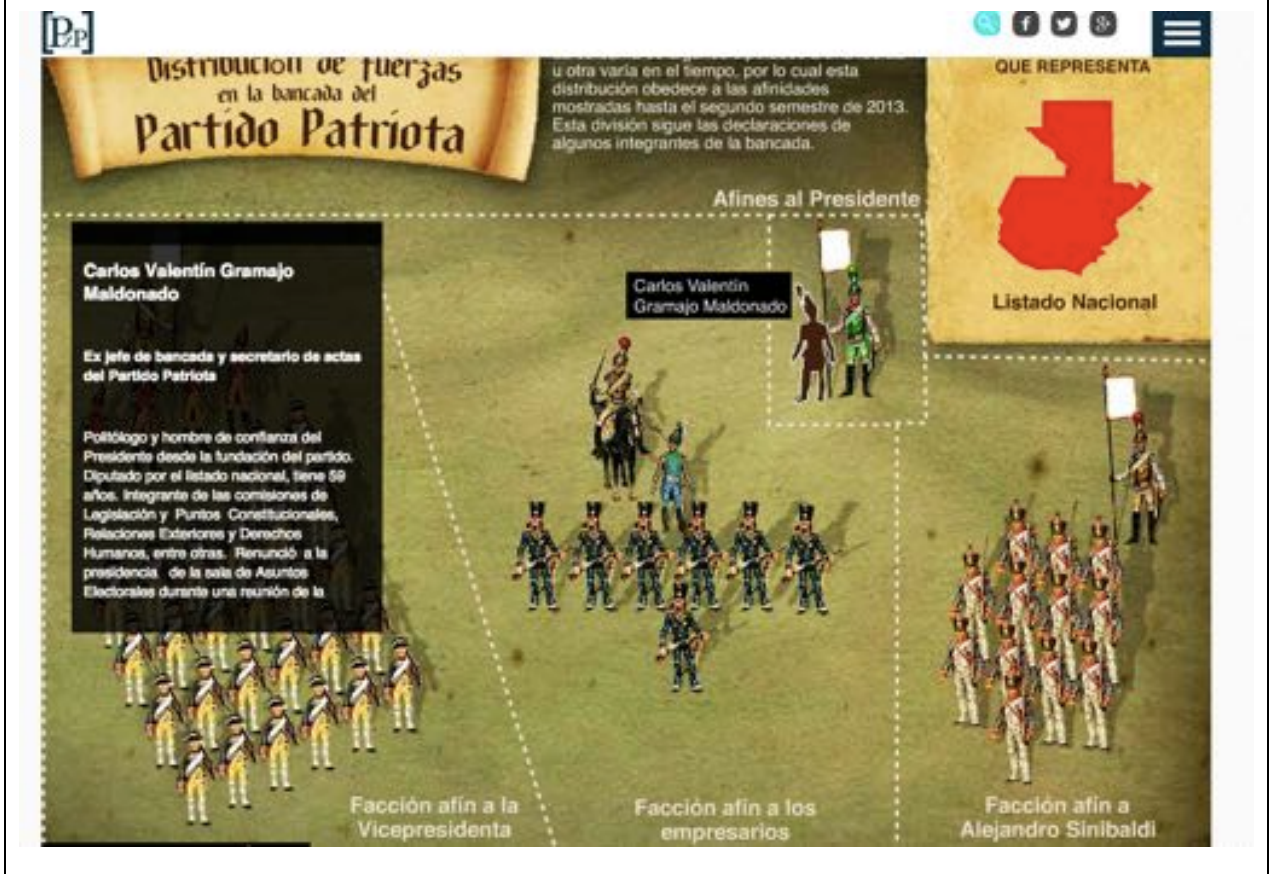 PzP
Distribución de fuerzas
en la bancada del
Partido Patriota
u otra varía en el tiempo, por lo cual esta
distribución obedece a las afinidades
mostradas hasta el segundo semestre de 2013.
Esta división sigue las declaraciones de
algunos integrantes de la bancada.
QUE REPRESENTA
Listado Nacional
Afines al Presidente
Carlos Valentín Gramajo
Maldonado
Ex jefe de bancada y secretario de actas
del Partido Patriota
Politólogo y hombre de confianza del
Presidente desde la fundación del partido.
Diputado por el listado nacional, tiene 59
años. Integrante de las comisiones de
Legislación y Puntos Constitucionales,
Relaciones Exteriores y Derechos
Humanos, entre otras. Renunció a la
presidencia de la sala de Asuntos
Electorales durante una reunión de la
Carlos Valentín
Gramajo Maldonado
Facción afín a la
Vicepresidenta
Facción afín a los
empresarios
Facción afín a
Alejandro Sinibaldi